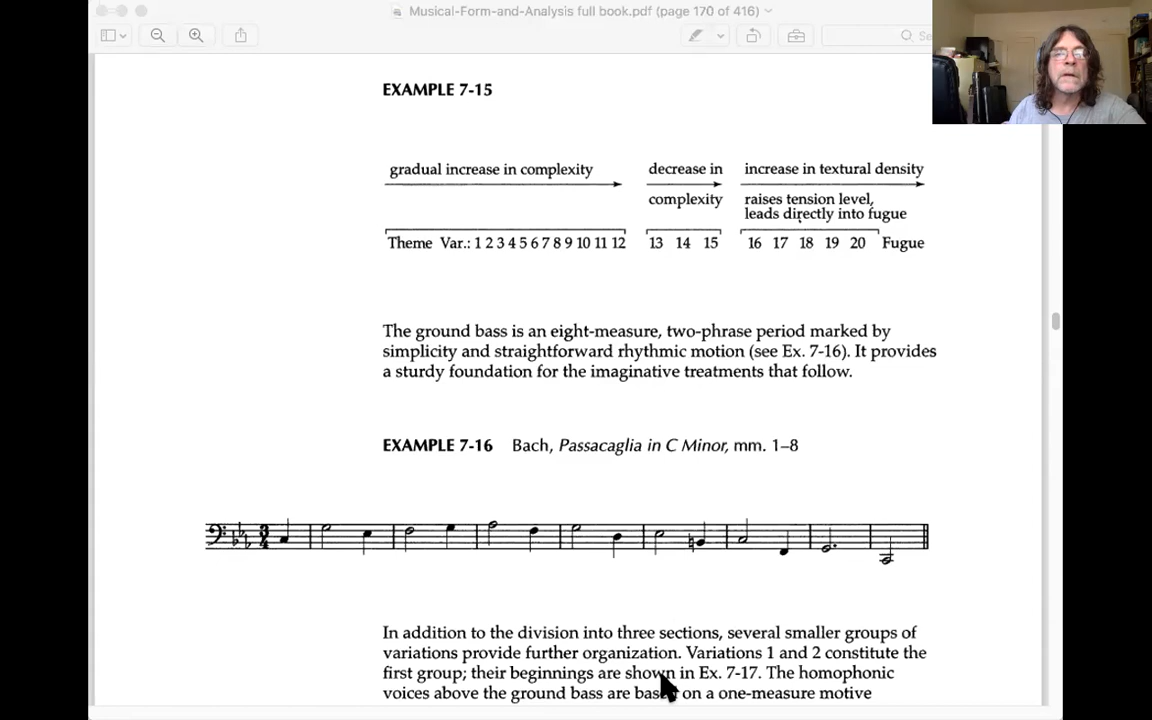 Musical-Form-and-Analysis full book.pdf (page 170 of 416)
EXAMPLE 7-15
gradual increase in complexity
decrease in
complexity
increase in textural density
raises tension level,
leads directly into fugue
Theme Var.: 1 2 3 4 5 6 7 8 9 10 11 12 13 14 15 16 17 18 19 20 Fugue
The ground bass is an eight-measure, two-phrase period marked by
simplicity and straightforward rhythmic motion (see Ex. 7-16). It provides
a sturdy foundation for the imaginative treatments that follow.
EXAMPLE 7-16 Bach, Passacaglia in C Minor, mm. 1–8
3
4
In addition to the division into three sections, several smaller groups of
variations provide further organization. Variations 1 and 2 constitute the
first group; their beginnings are shown in Ex. 7-17. The homophonic
voices above the ground bass are based on a one-measure motive